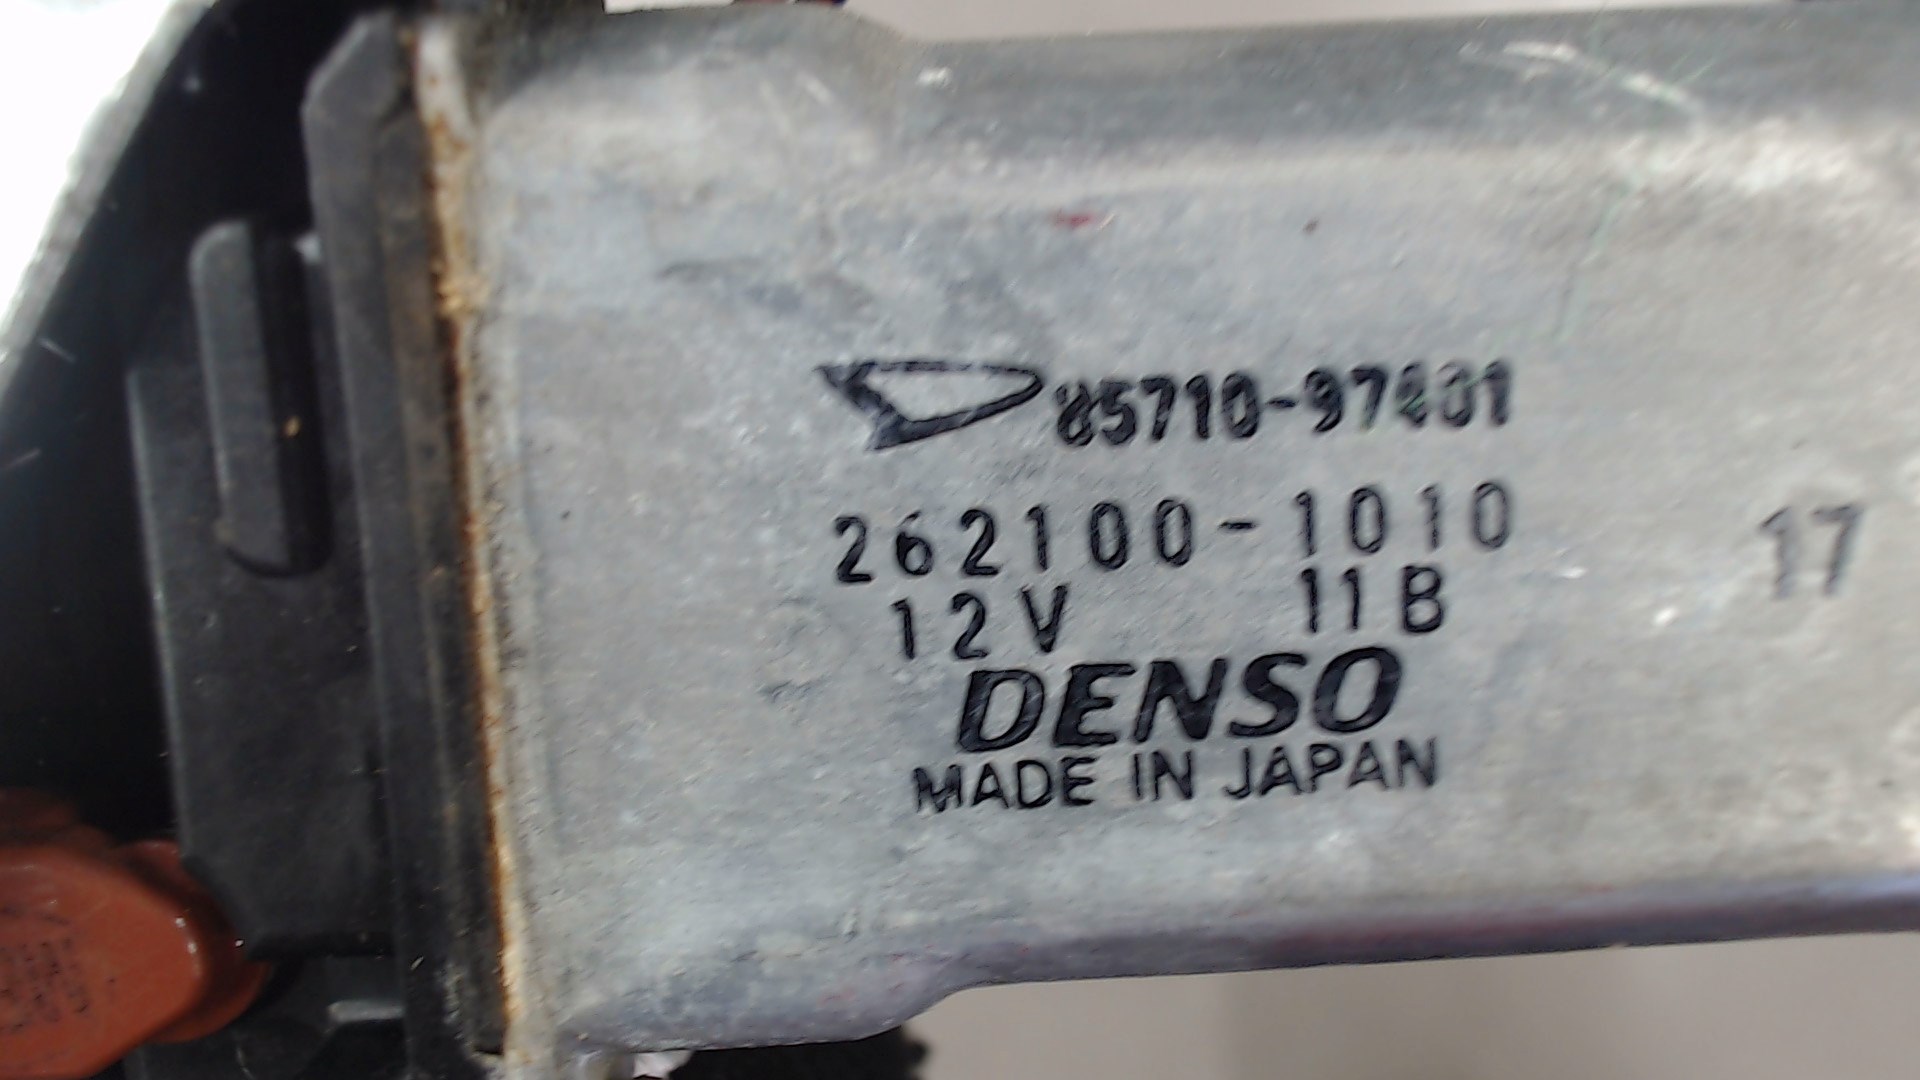 85710-97401
262100-1010
17
12V 11B
DENSO
MADE IN JAPAN